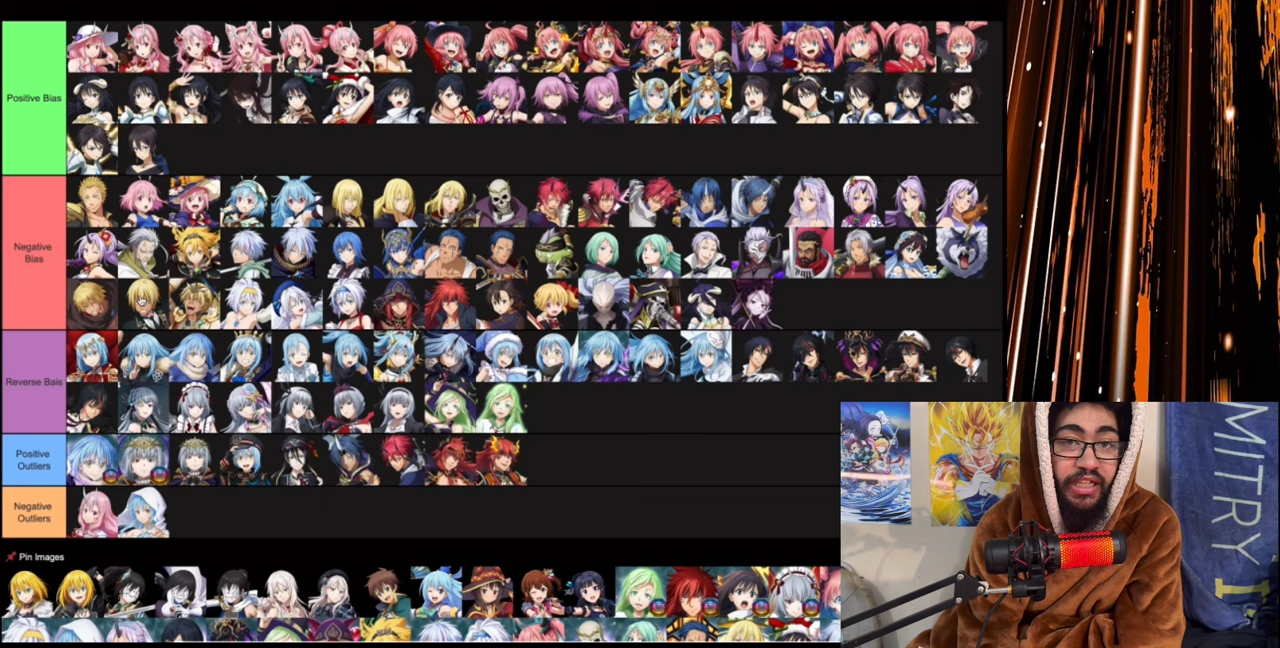 Positive Bias
Negative
Bias
Reverse Bais
Positive
Outliers
Negative
Outliers
Pin Images
MITRY